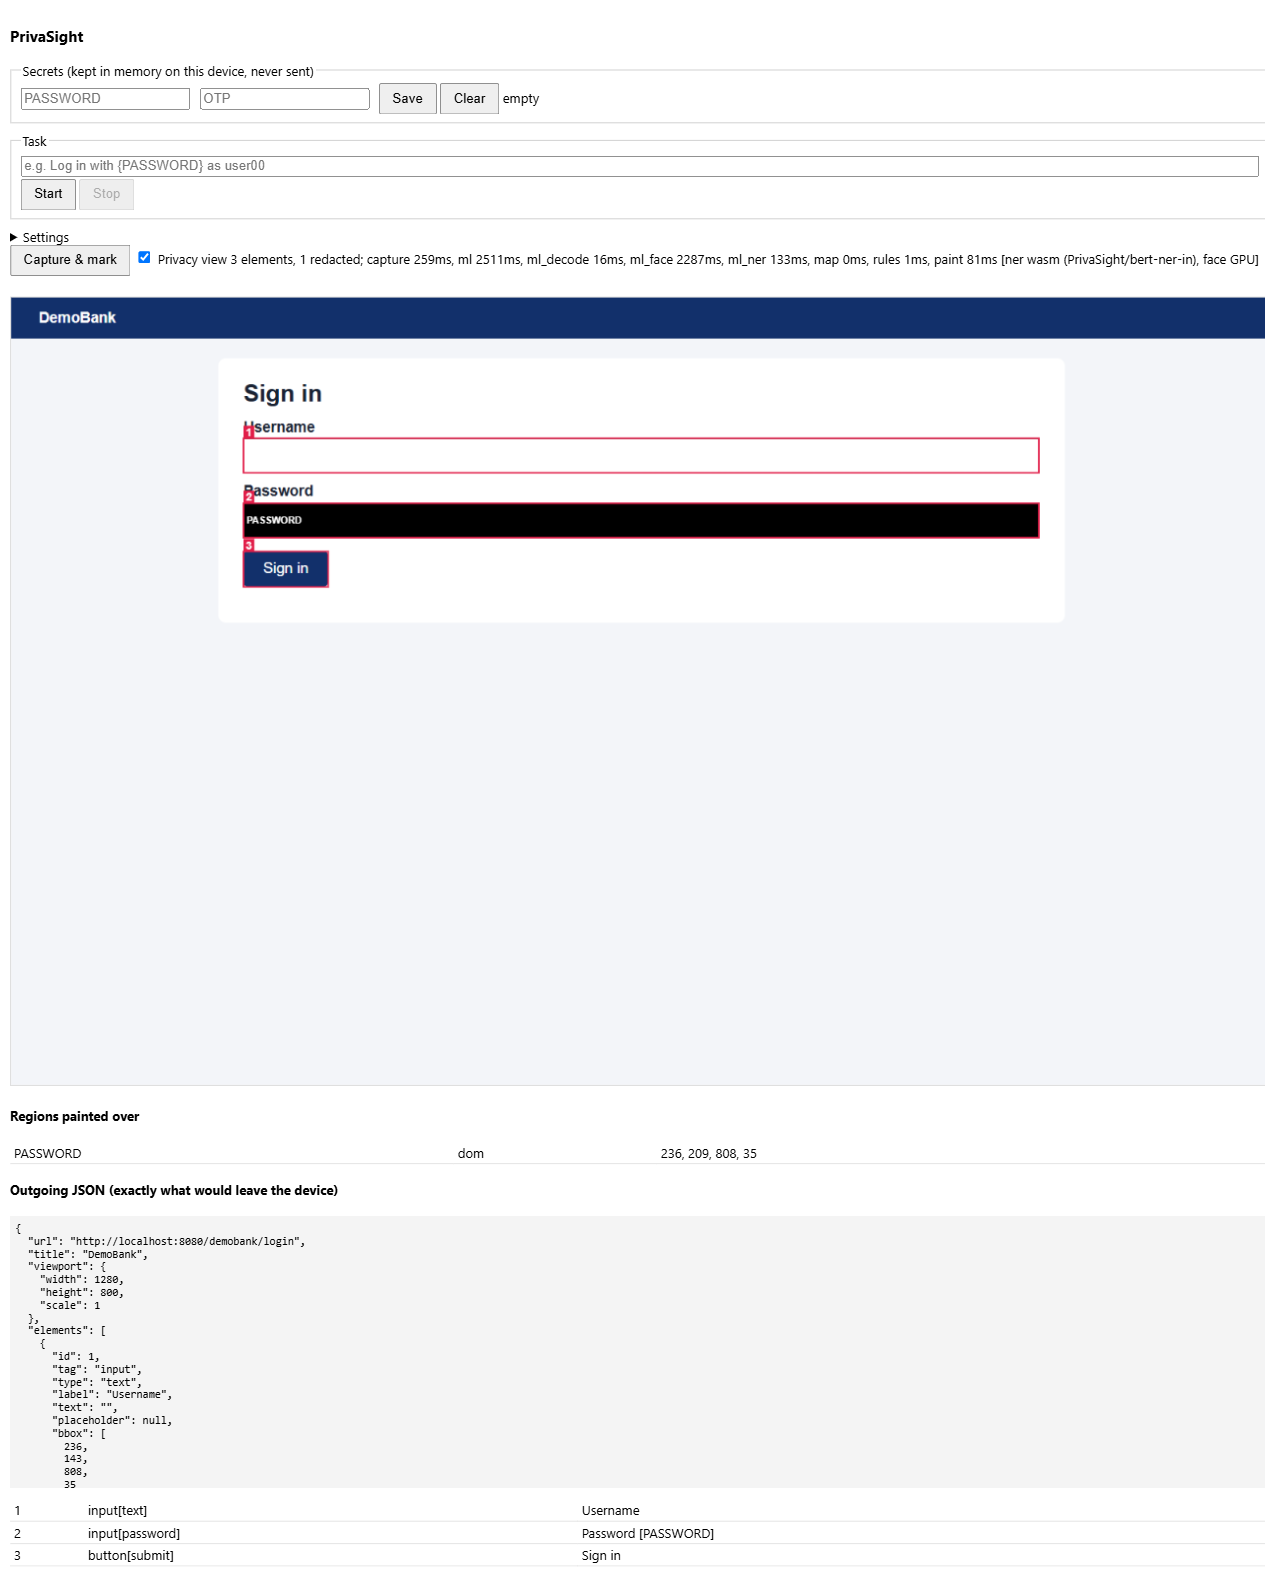 PrivaSight
Secrets (kept in memory on this device, never sent)
PASSWORD OTP Save Clear empty
Task
e.g. Log in with {PASSWORD} as user00
Start Stop
Settings
Capture & mark Privacy view 3 elements, 1 redacted; capture 259ms, ml 2511ms, ml_decode 16ms, ml_face 2287ms, ml_ner 133ms, map 0ms, rules 1ms, paint 81ms [ner wasm (PrivaSight/bert-ner-in), face GPU]
DemoBank
Sign in
Username
1
Password
2
PASSWORD
3
Sign in
Regions painted over
PASSWORD dom 236, 209, 808, 35
Outgoing JSON (exactly what would leave the device)
{
"url": "http://localhost:8080/demobank/login",
"title": "DemoBank",
"viewport": {
"width": 1280,
"height": 800,
"scale": 1
},
"elements": [
{
"id": 1,
"tag": "input",
"type": "text",
"label": "Username",
"text": "",
"placeholder": null,
"bbox": [
236,
143,
808,
35
1 input[text] Username
2 input[password] Password [PASSWORD]
3 button[submit] Sign in